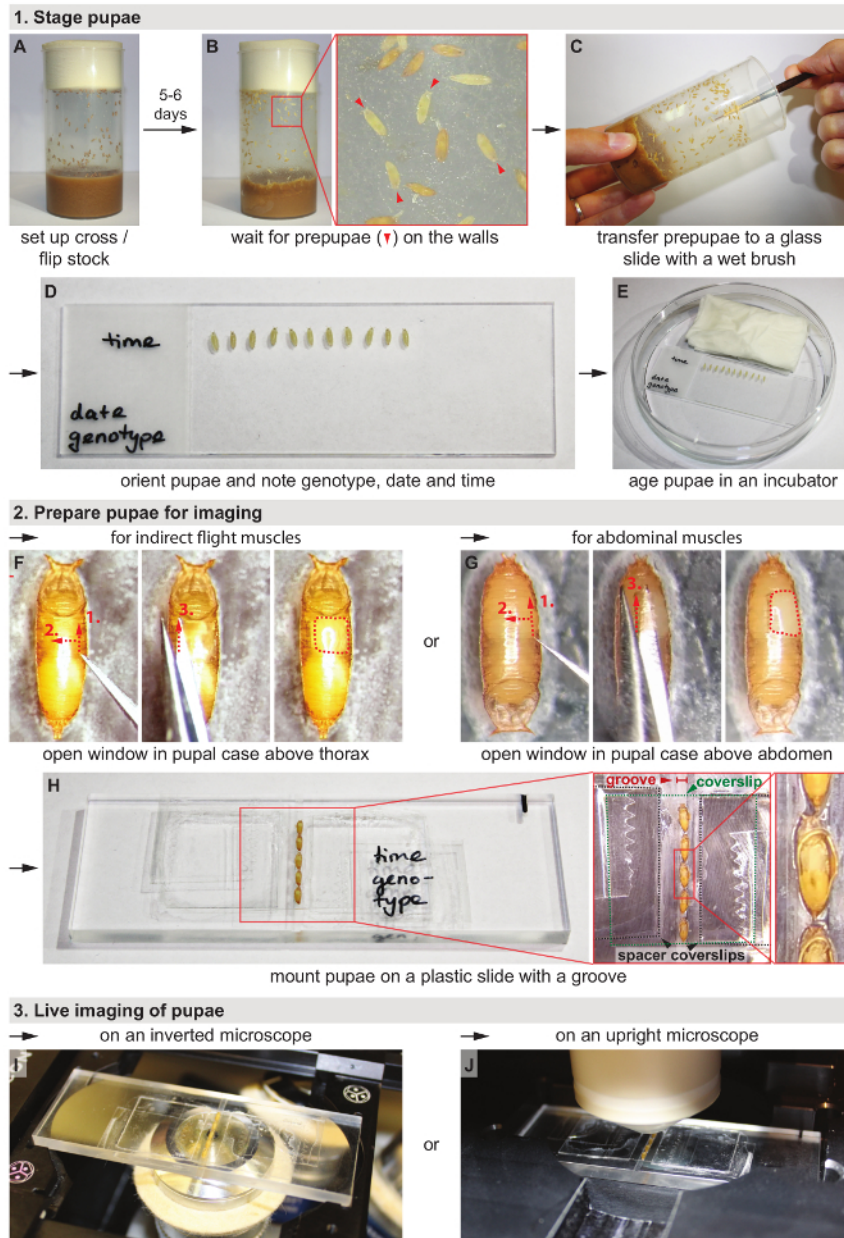 1. Stage pupae
A
5-6
days
B
C
set up cross /
flip stock
wait for prepupae ( ) on the walls
transfer prepupae to a glass
slide with a wet brush
D
time
date
genotype
E
time
date
genotype
orient pupae and note genotype, date and time
age pupae in an incubator
2. Prepare pupae for imaging
for indirect flight muscles
for abdominal muscles
F
1.
2.
3.
or
G
1.
2.
3.
open window in pupal case above thorax
open window in pupal case above abdomen
H
time
geno-
type
groove
coverslip
spacer coverslips
mount pupae on a plastic slide with a groove
3. Live imaging of pupae
on an inverted microscope
on an upright microscope
I
or
J